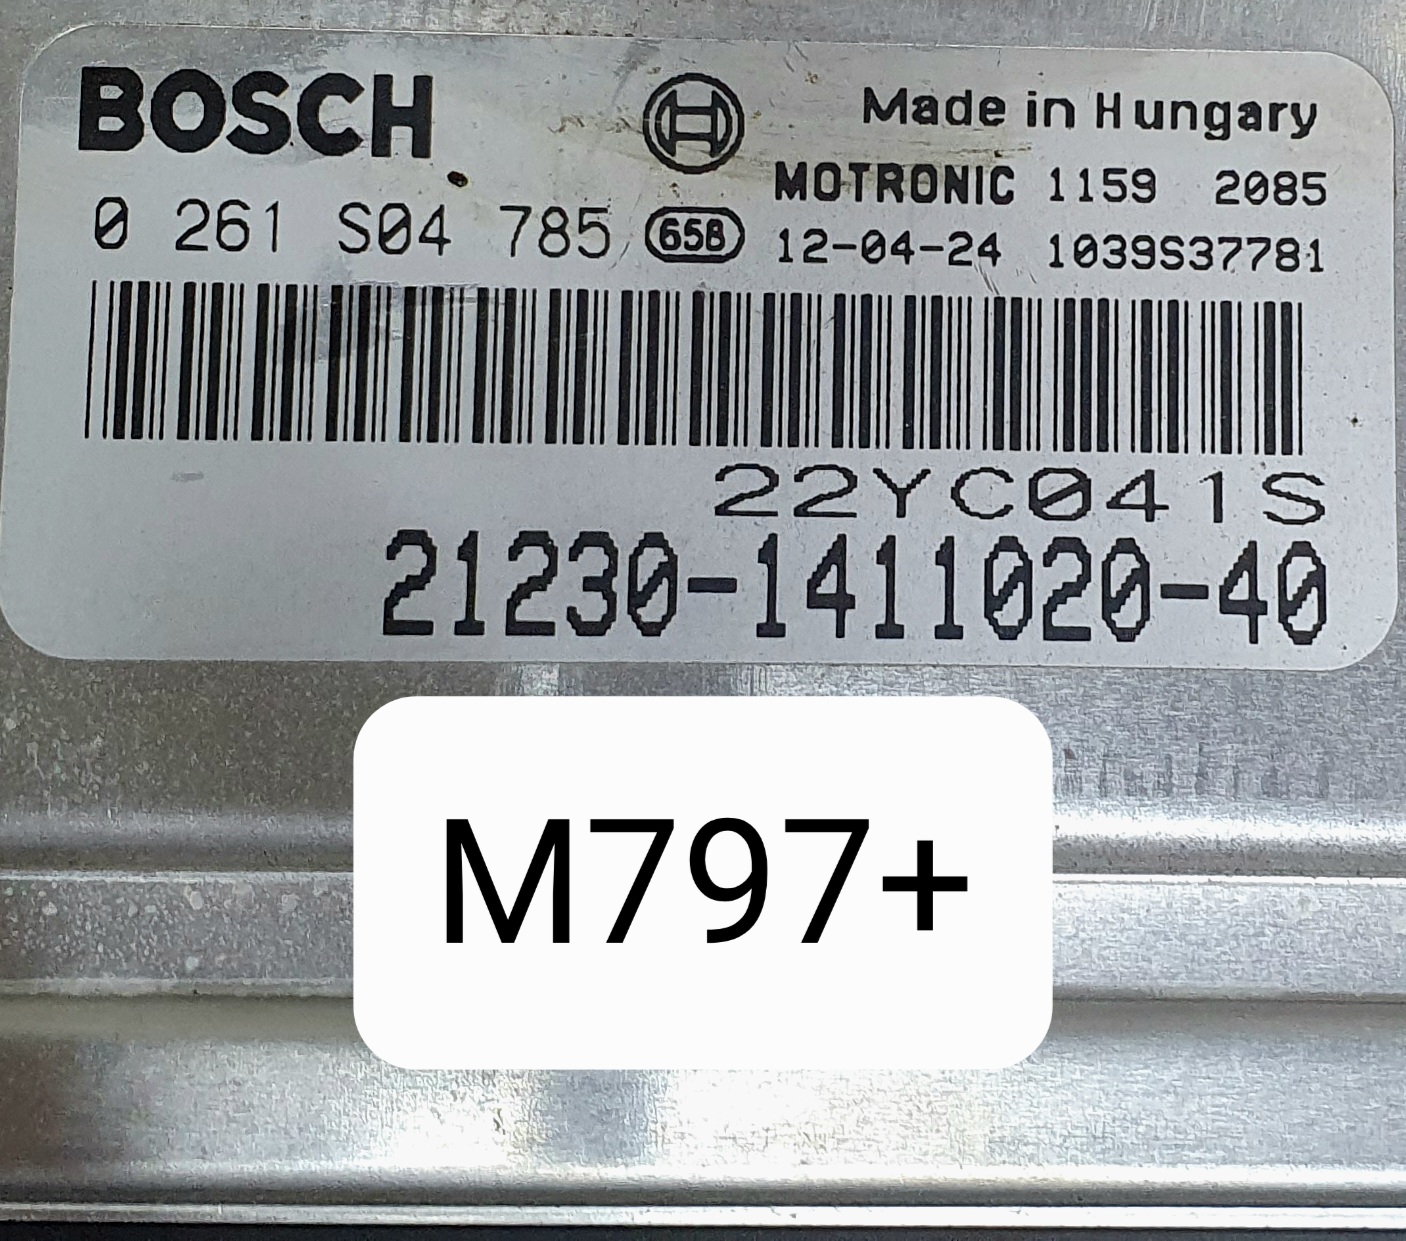 BOSCH
Made in Hungary
MOTRONIC 1159 2085
0 261 S04 785 65B 12-04-24 1039S37781
22YC041S
21230-1411020-40
M797+